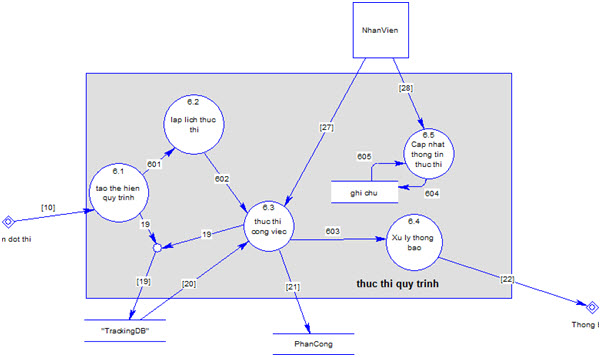 NhanVien
6.2
lap lich thuc
thi
[28]
[27]
6.5
Cap nhat
thong tin
thuc thi
601
605
6.1
tao the hien
quy trinh
602
ghi chu
604
[10]
6.3
thuc thi
cong viec
6.4
Xu ly thong
bao
19
19
603
n dot thi
[19]
[20]
[21]
thuc thi quy trinh
[22]
"TrackingDB"
PhanCong
Thong